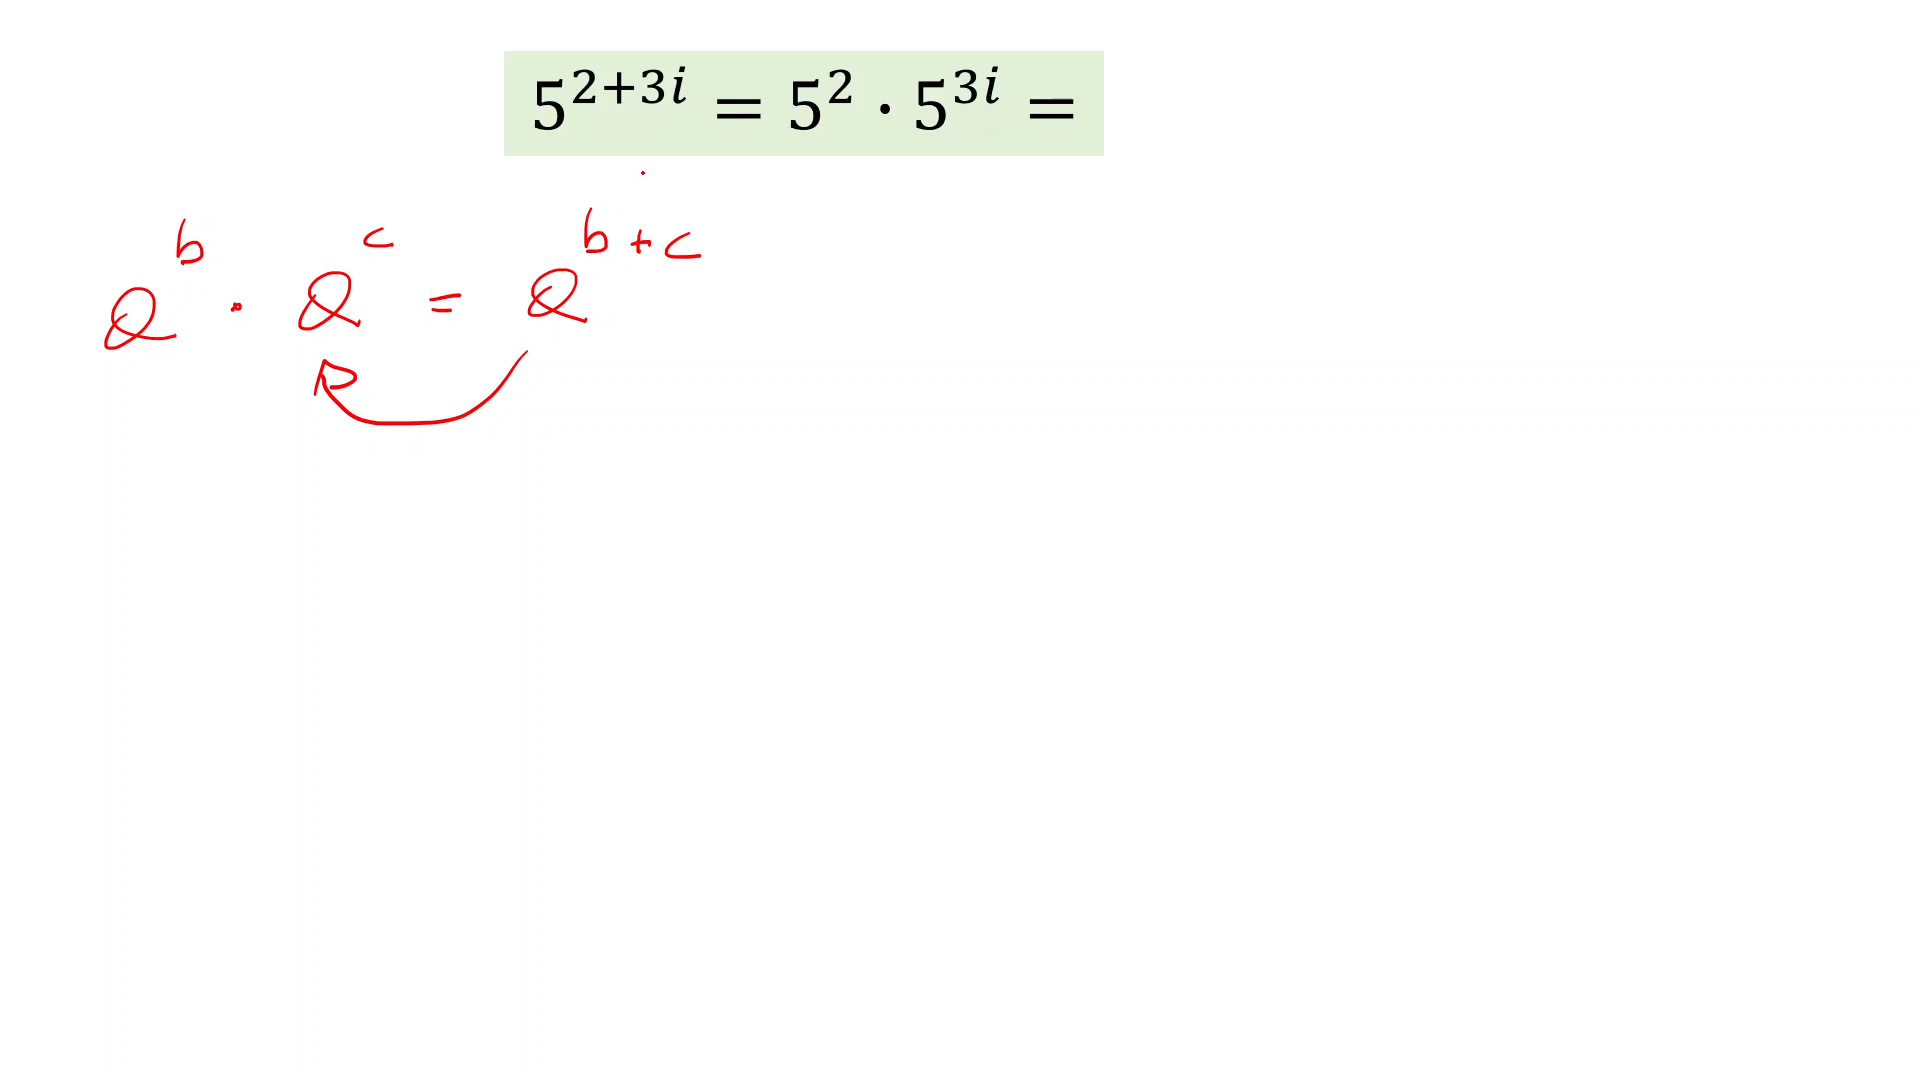 5^{2+3i} = 5^2 · 5^{3i} =
a^b · a^c = a^{b+c}